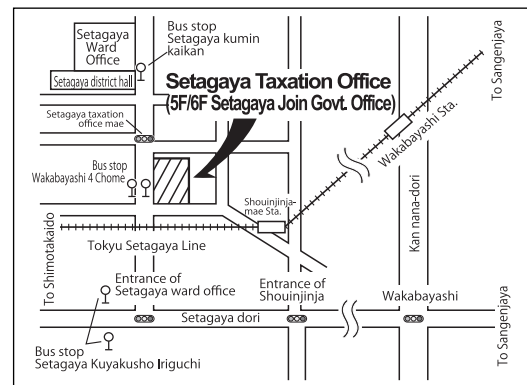 Bus stop
Setagaya kumin
kaikan
Setagaya
Ward
Office
Setagaya district hall
Setagaya Taxation Office
(5F/6F Setagaya Join Govt. Office)
To Sangenjaya
Setagaya taxation
office mae
Wakabayashi Sta.
Bus stop
Wakabayashi 4 Chome
Shouinjinja-
mae Sta.
Kan nana-dori
To Shimotakaido
Tokyu Setagaya Line
Entrance of
Setagaya ward office
Entrance of
Shouinjinja
Wakabayashi
Setagaya dori
Bus stop
Setagaya Kuyakusho Iriguchi
To Sangenjaya